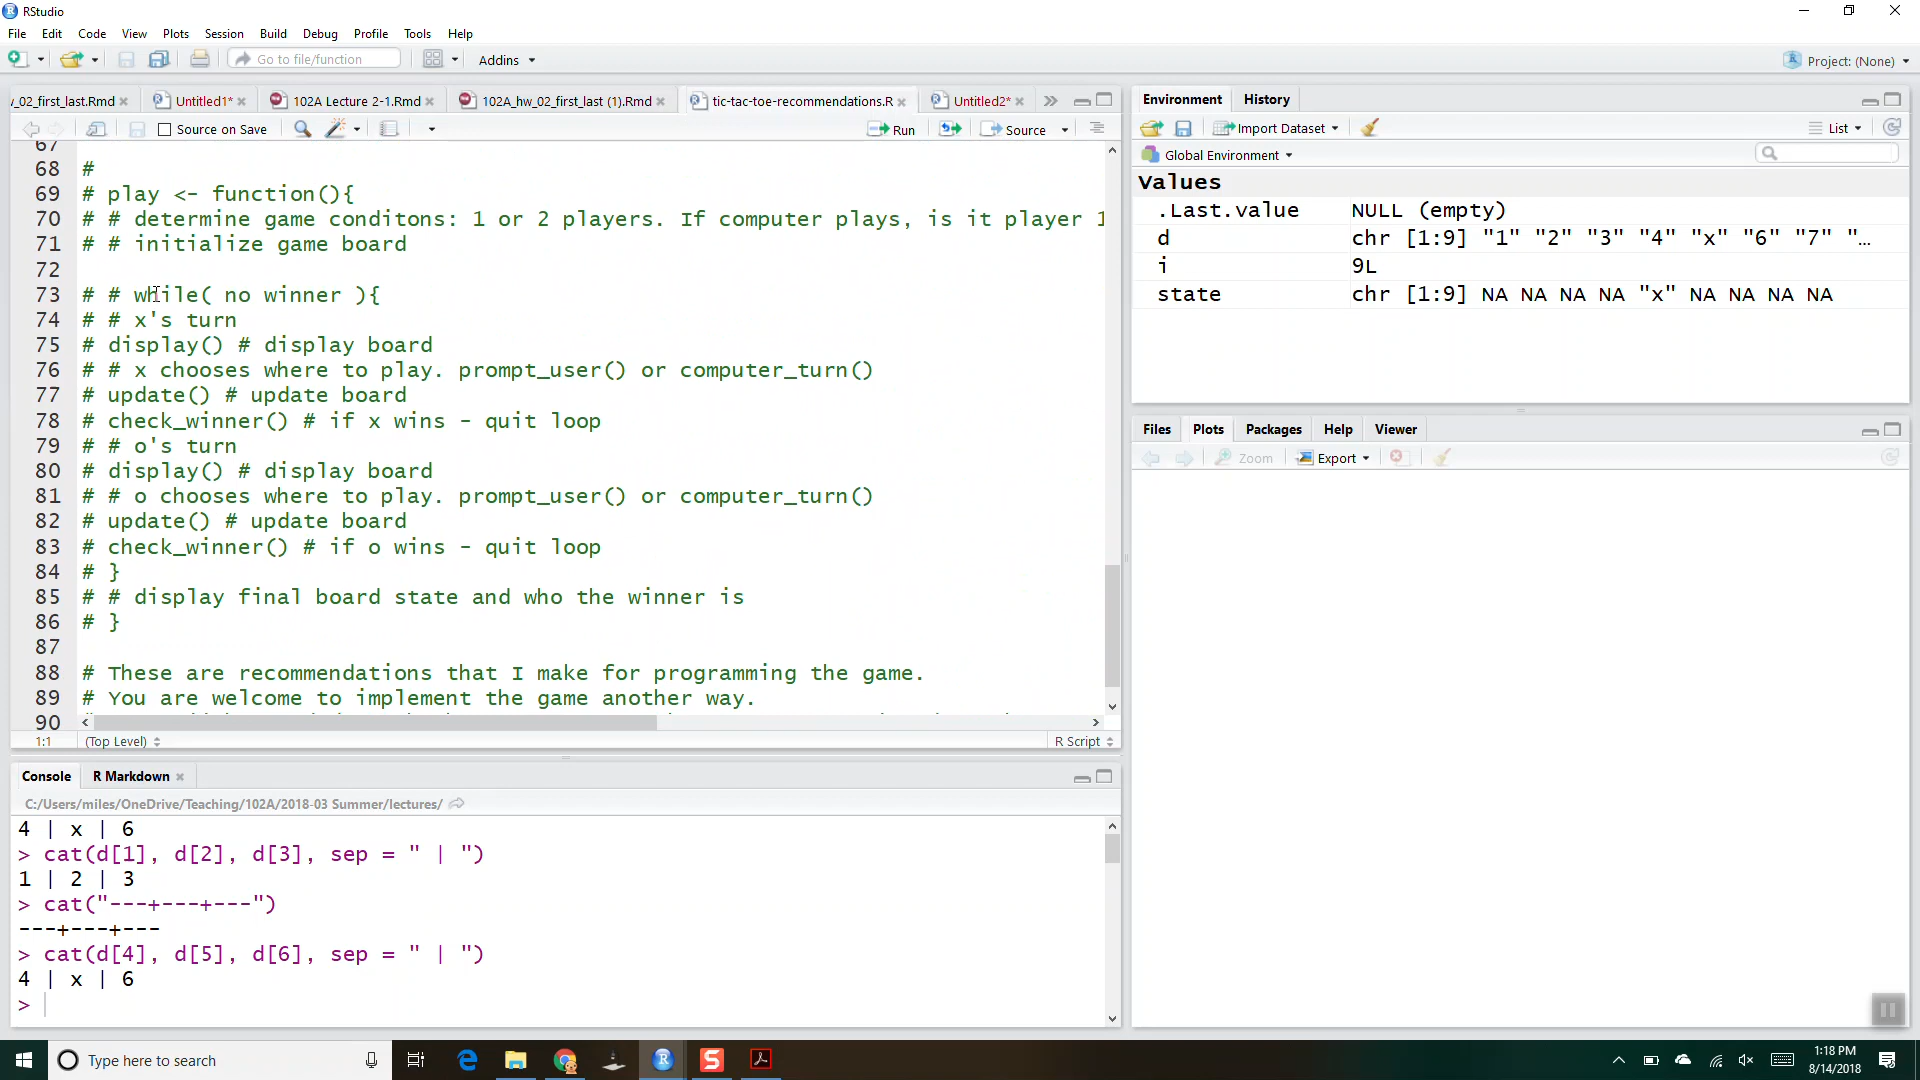 RStudio
File Edit Code View Plots Session Build Debug Profile Tools Help
Go to file/function Addins Project: (None)
_02_first_last.Rmd Untitled1* 102A Lecture 2-1.Rmd 102A_hw_02_first_last (1).Rmd tic-tac-toe-recommendations.R Untitled2*
Source on Save Run Source
67
68 #
69 # play <- function(){
70 # # determine game conditons: 1 or 2 players. If computer plays, is it player 1
71 # # initialize game board
72
73 # # while( no winner ){
74 # # x's turn
75 # display() # display board
76 # # x chooses where to play. prompt_user() or computer_turn()
77 # update() # update board
78 # check_winner() # if x wins - quit loop
79 # # o's turn
80 # display() # display board
81 # # o chooses where to play. prompt_user() or computer_turn()
82 # update() # update board
83 # check_winner() # if o wins - quit loop
84 # }
85 # # display final board state and who the winner is
86 # }
87
88 # These are recommendations that I make for programming the game.
89 # You are welcome to implement the game another way.
90
1:1 (Top Level) R Script
Console R Markdown
C:/Users/miles/OneDrive/Teaching/102A/2018-03 Summer/lectures/
4 | x | 6
> cat(d[1], d[2], d[3], sep = " | ")
1 | 2 | 3
> cat("---+---+---")
---+---+---
> cat(d[4], d[5], d[6], sep = " | ")
4 | x | 6
>
Environment History
Import Dataset List
Global Environment
Values
.Last.value NULL (empty)
d chr [1:9] "1" "2" "3" "4" "x" "6" "7" "…
i 9L
state chr [1:9] NA NA NA NA "x" NA NA NA NA
Files Plots Packages Help Viewer
Zoom Export
Type here to search
1:18 PM
8/14/2018